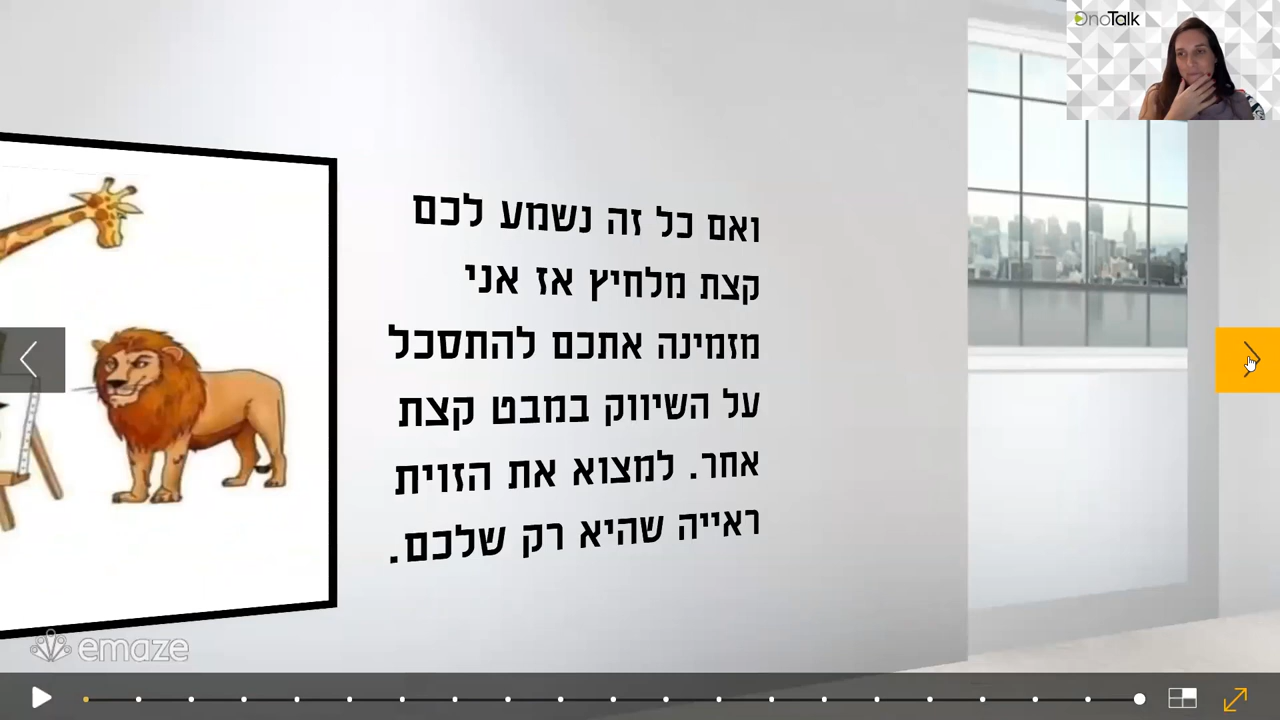 OnoTalk
ואם כל זה נשמע לכם
קצת מלחיץ אז אני
מזמינה אתכם להתסכל
על השיווק במבט קצת
אחר. למצוא את הזוית
ראייה שהיא רק שלכם.
emaze